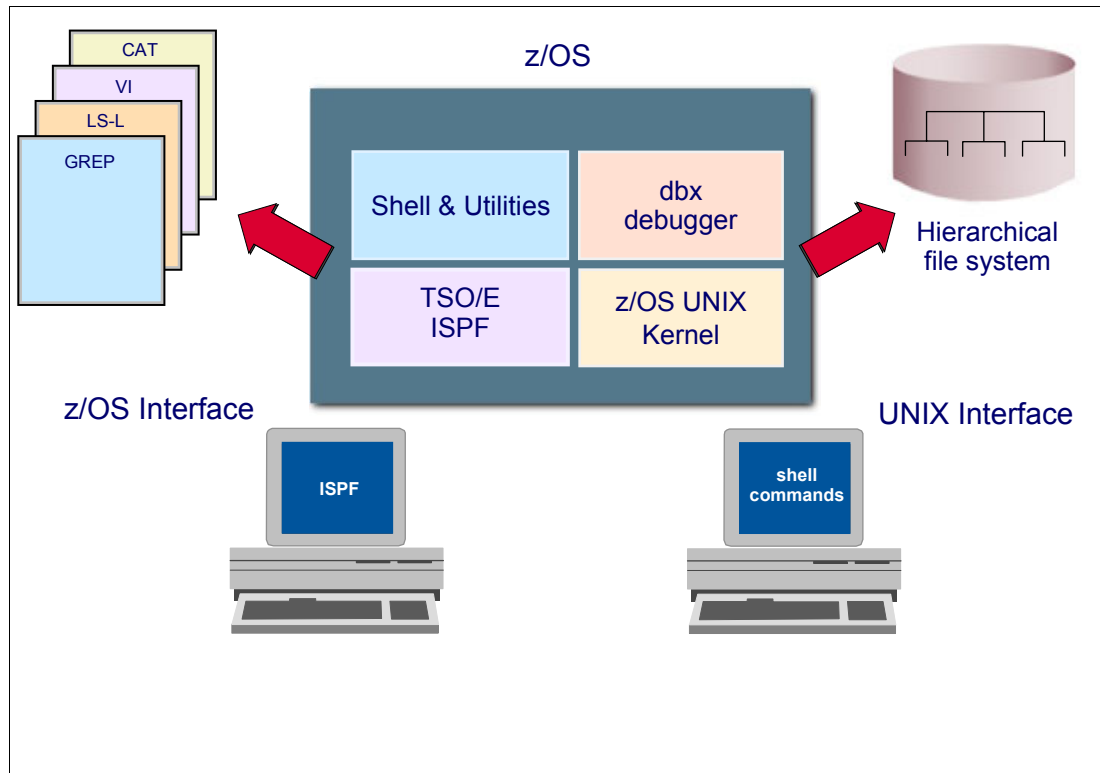 CAT
VI
LS-L
GREP
z/OS
Shell & Utilities
dbx
debugger
TSO/E
ISPF
z/OS UNIX
Kernel
Hierarchical
file system
z/OS Interface
UNIX Interface
ISPF
shell
commands